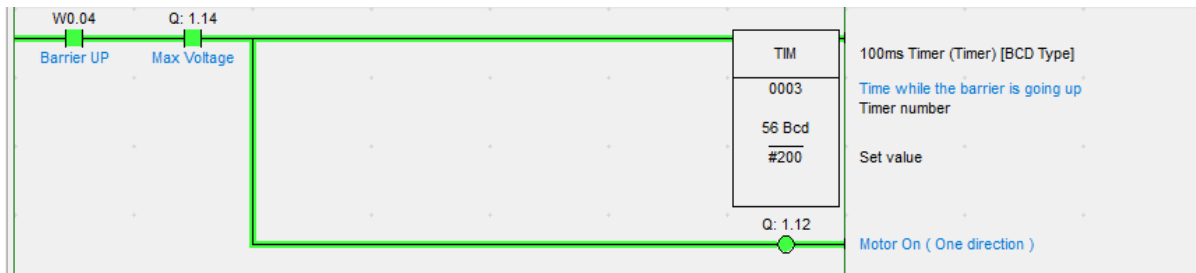 W0.04
Q: 1.14
Barrier UP
Max Voltage
TIM
100ms Timer (Timer) [BCD Type]
0003
Time while the barrier is going up
Timer number
56 Bcd
#200
Set value
Q: 1.12
Motor On ( One direction )